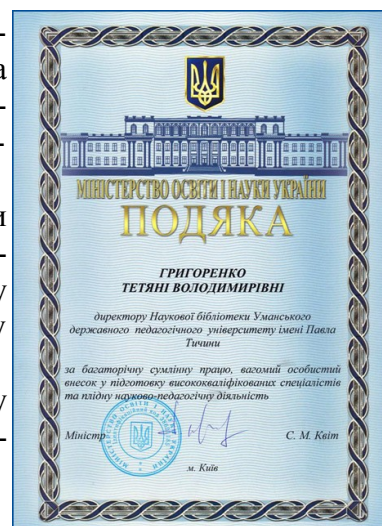 МІНІСТЕРСТВО ОСВІТИ І НАУКИ УКРАЇНИ
ПОДЯКА
ГРИГОРЕНКО
ТЕТЯНІ ВОЛОДИМИРІВНІ
директору Наукової бібліотеки Уманського
державного педагогічного університету імені Павла
Тичини
за багаторічну сумлінну працю, вагомий особистий
внесок у підготовку висококваліфікованих спеціалістів
та плідну науково-педагогічну діяльність
Міністр С. М. Квіт
м. Київ